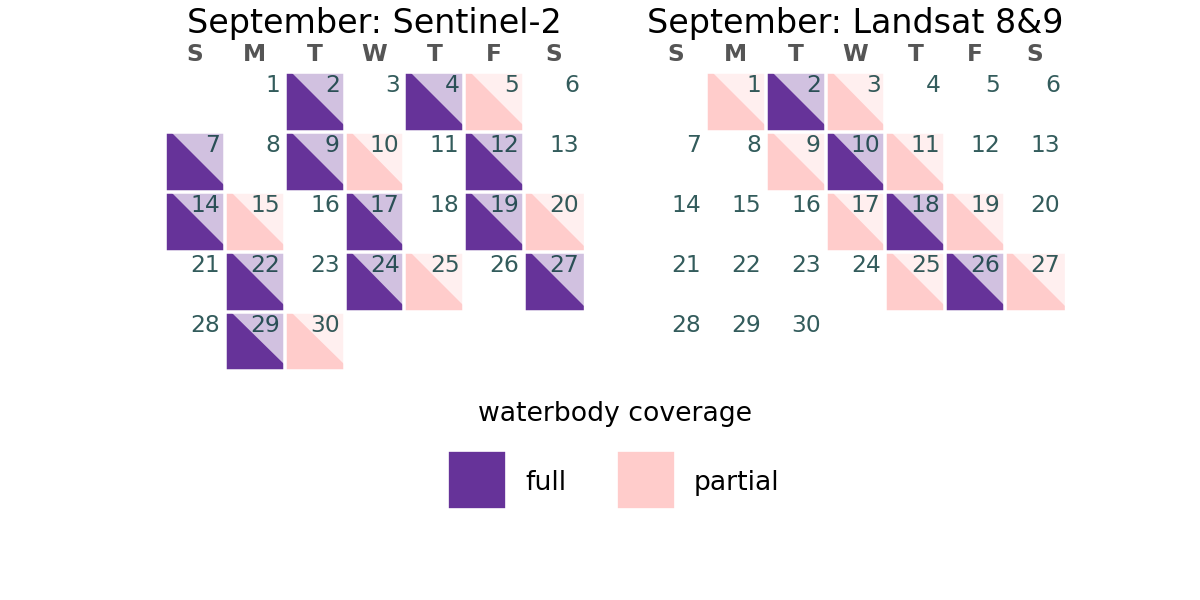 September: Sentinel-2
S M T W T F S
1 2 3 4 5 6
7 8 9 10 11 12 13
14 15 16 17 18 19 20
21 22 23 24 25 26 27
28 29 30
September: Landsat 8&9
S M T W T F S
1 2 3 4 5 6
7 8 9 10 11 12 13
14 15 16 17 18 19 20
21 22 23 24 25 26 27
28 29 30
waterbody coverage
full partial